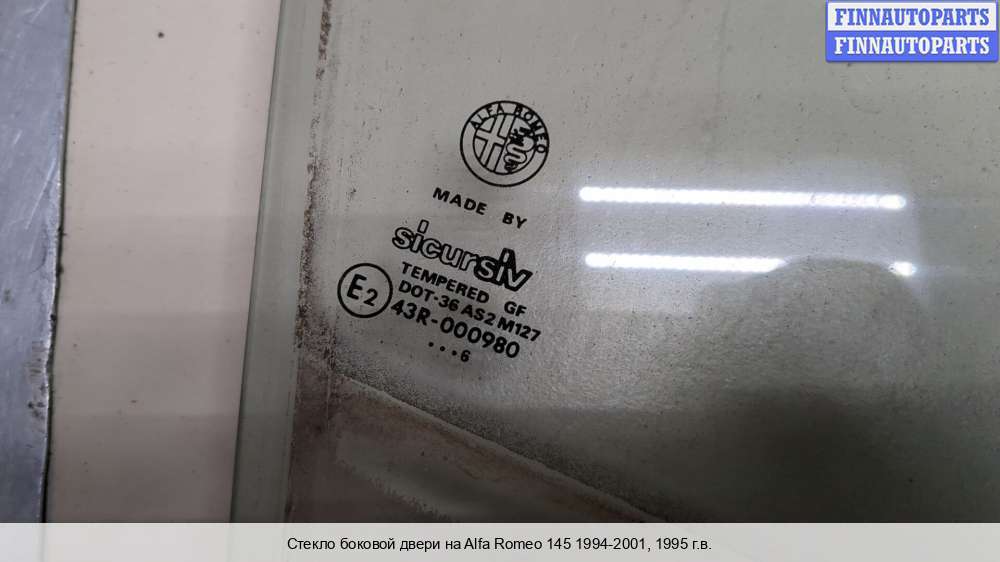 FINNAUTOPARTS
FINNAUTOPARTS
ALFA ROMEO
MADE BY
sicursiv
TEMPERED GF
E2
DOT-36 AS2 M127
43R-000980
...6
Стекло боковой двери на Alfa Romeo 145 1994-2001, 1995 г.в.